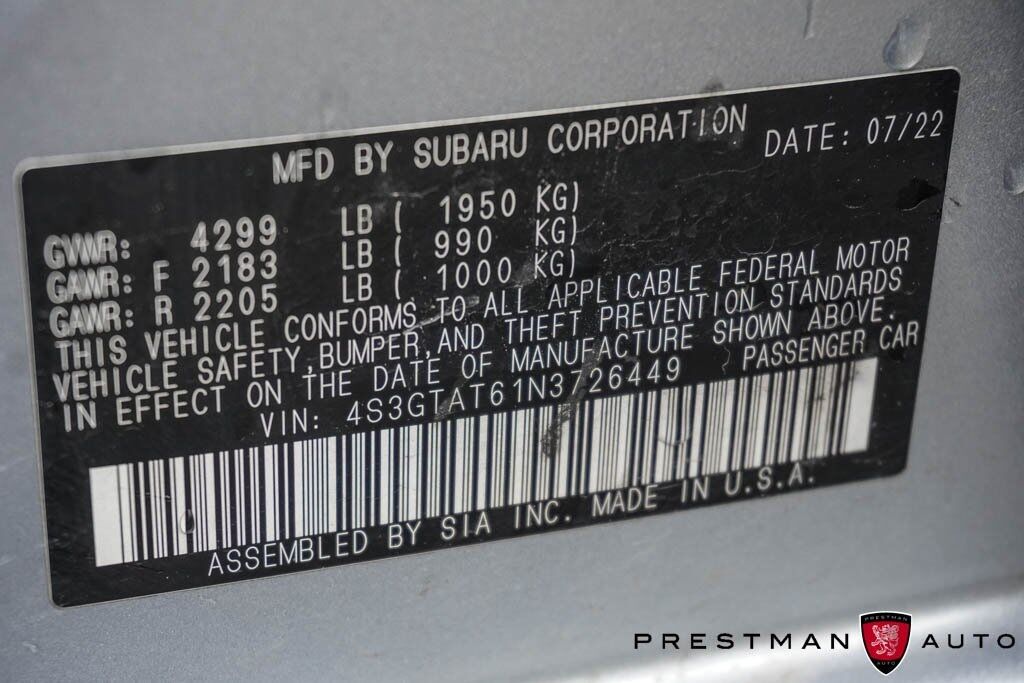 MFD BY SUBARU CORPORATION DATE: 07/22
GVWR: 4299 LB ( 1950 KG)
GAWR: F 2183 LB ( 990 KG)
GAWR: R 2205 LB ( 1000 KG)
THIS VEHICLE CONFORMS TO ALL APPLICABLE FEDERAL MOTOR
VEHICLE SAFETY,BUMPER,AND THEFT PREVENTION STANDARDS
IN EFFECT ON THE DATE OF MANUFACTURE SHOWN ABOVE.
VIN: 4S3GTAT61N3726449 PASSENGER CAR
ASSEMBLED BY SIA INC. MADE IN U.S.A.
PRESTMAN AUTO
PRESTMAN
AUTO